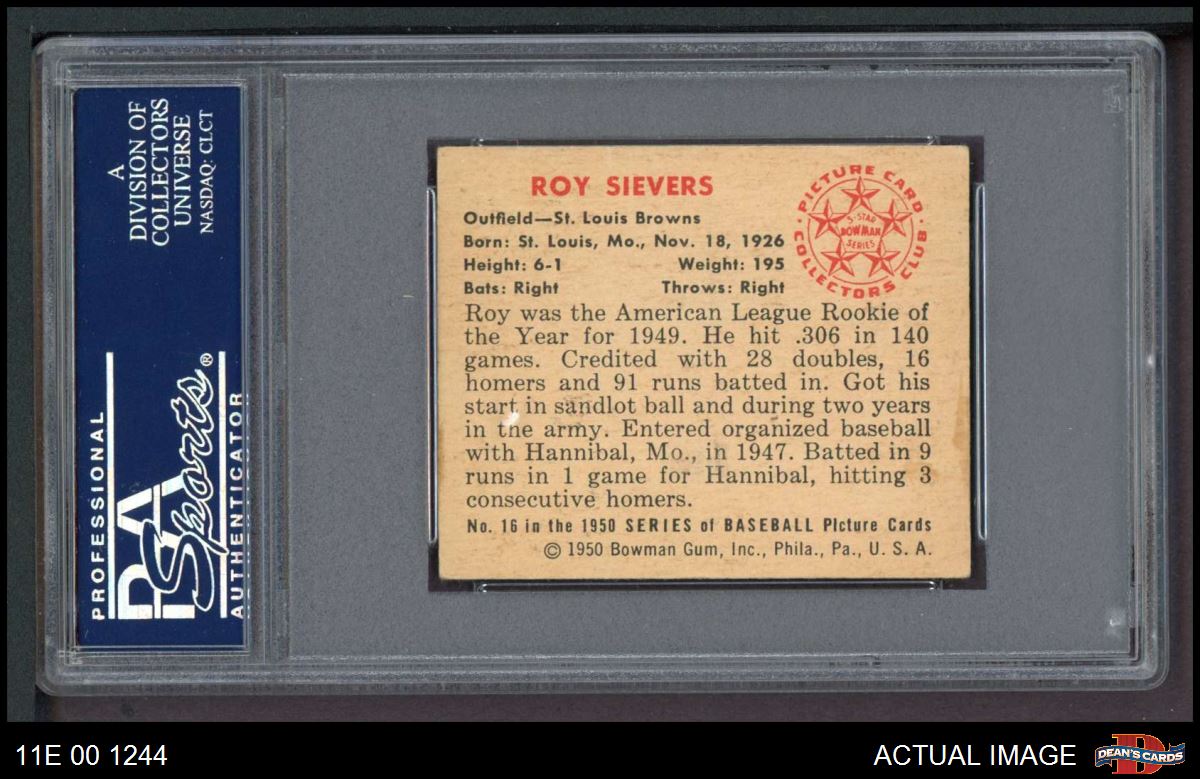 A
DIVISION OF
COLLECTORS
UNIVERSE
NASDAQ: CLCT
PROFESSIONAL
PSA
Sports®
AUTHENTICATOR
ROY SIEVERS
Outfield—St. Louis Browns
Born: St. Louis, Mo., Nov. 18, 1926
Height: 6-1 Weight: 195
Bats: Right Throws: Right
PICTURE CARD
COLLECTORS CLUB
5-STAR
BOWMAN
SERIES
Roy was the American League Rookie of
the Year for 1949. He hit .306 in 140
games. Credited with 28 doubles, 16
homers and 91 runs batted in. Got his
start in sandlot ball and during two years
in the army. Entered organized baseball
with Hannibal, Mo., in 1947. Batted in 9
runs in 1 game for Hannibal, hitting 3
consecutive homers.
No. 16 in the 1950 SERIES of BASEBALL Picture Cards
© 1950 Bowman Gum, Inc., Phila., Pa., U. S. A.
11E 00 1244
ACTUAL IMAGE
D
DEAN'S CARDS